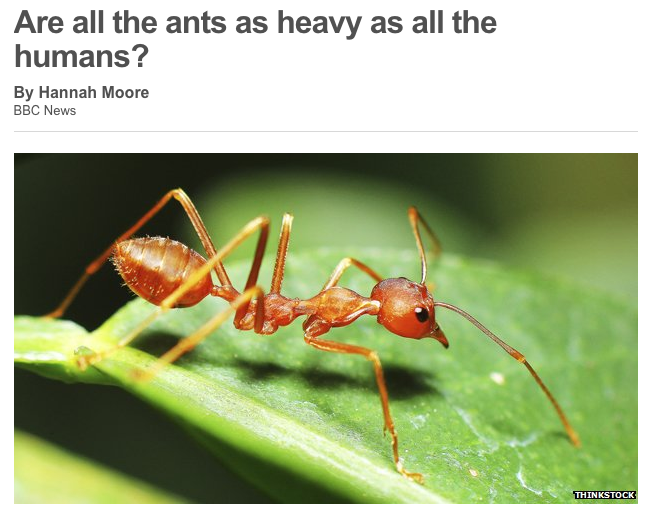 Are all the ants as heavy as all the
humans?
By Hannah Moore
BBC News
THINKSTOCK